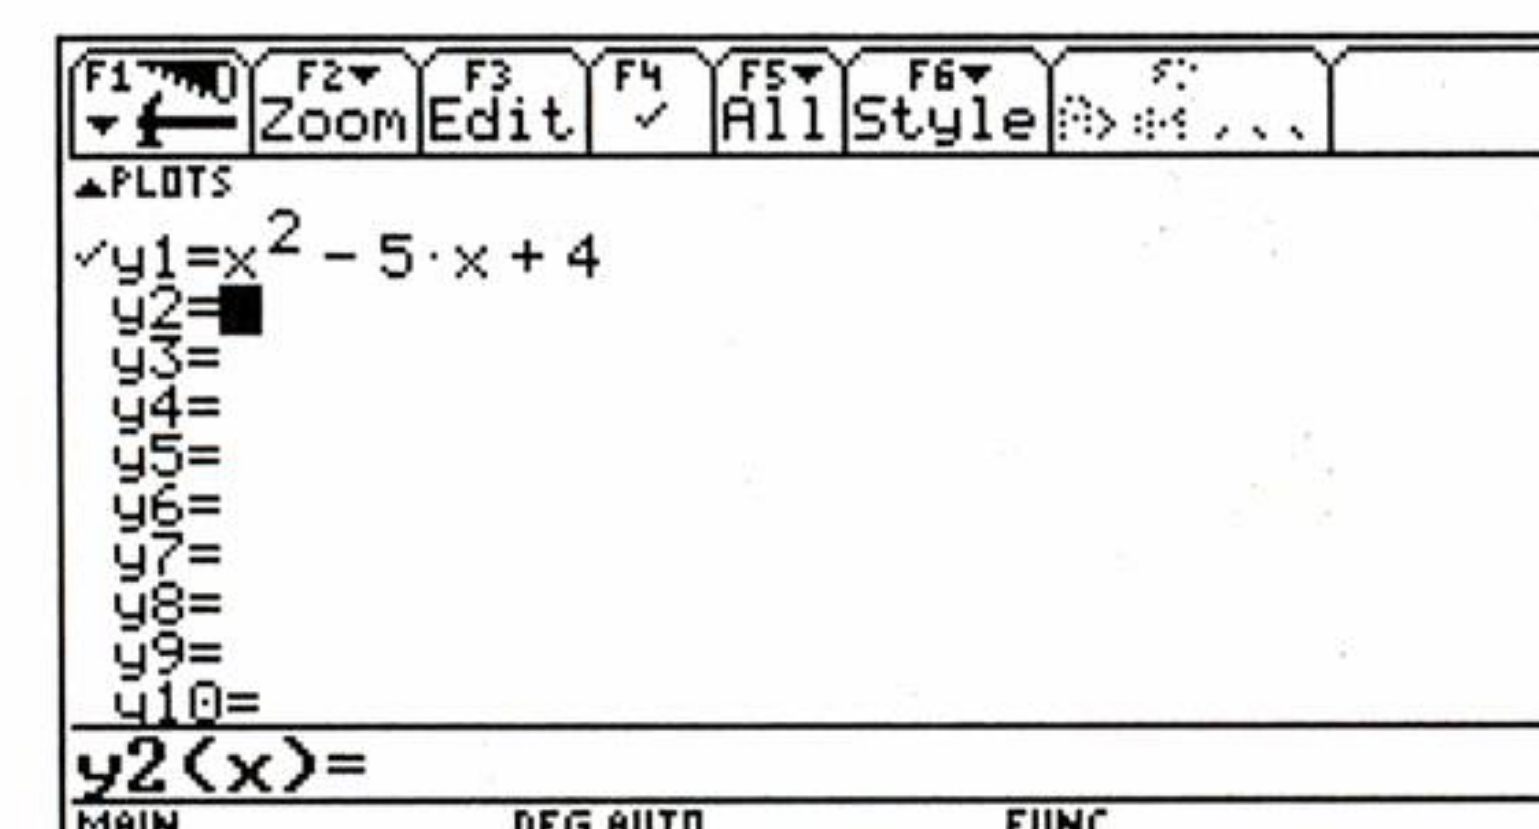 F1 F2 F3 F4 F5 F6
Zoom Edit ✓ All Style
PLOTS
✓y1=x² - 5·x + 4
y2=
y3=
y4=
y5=
y6=
y7=
y8=
y9=
y10=
y2(x)=
MAIN DEG AUTO FUNC